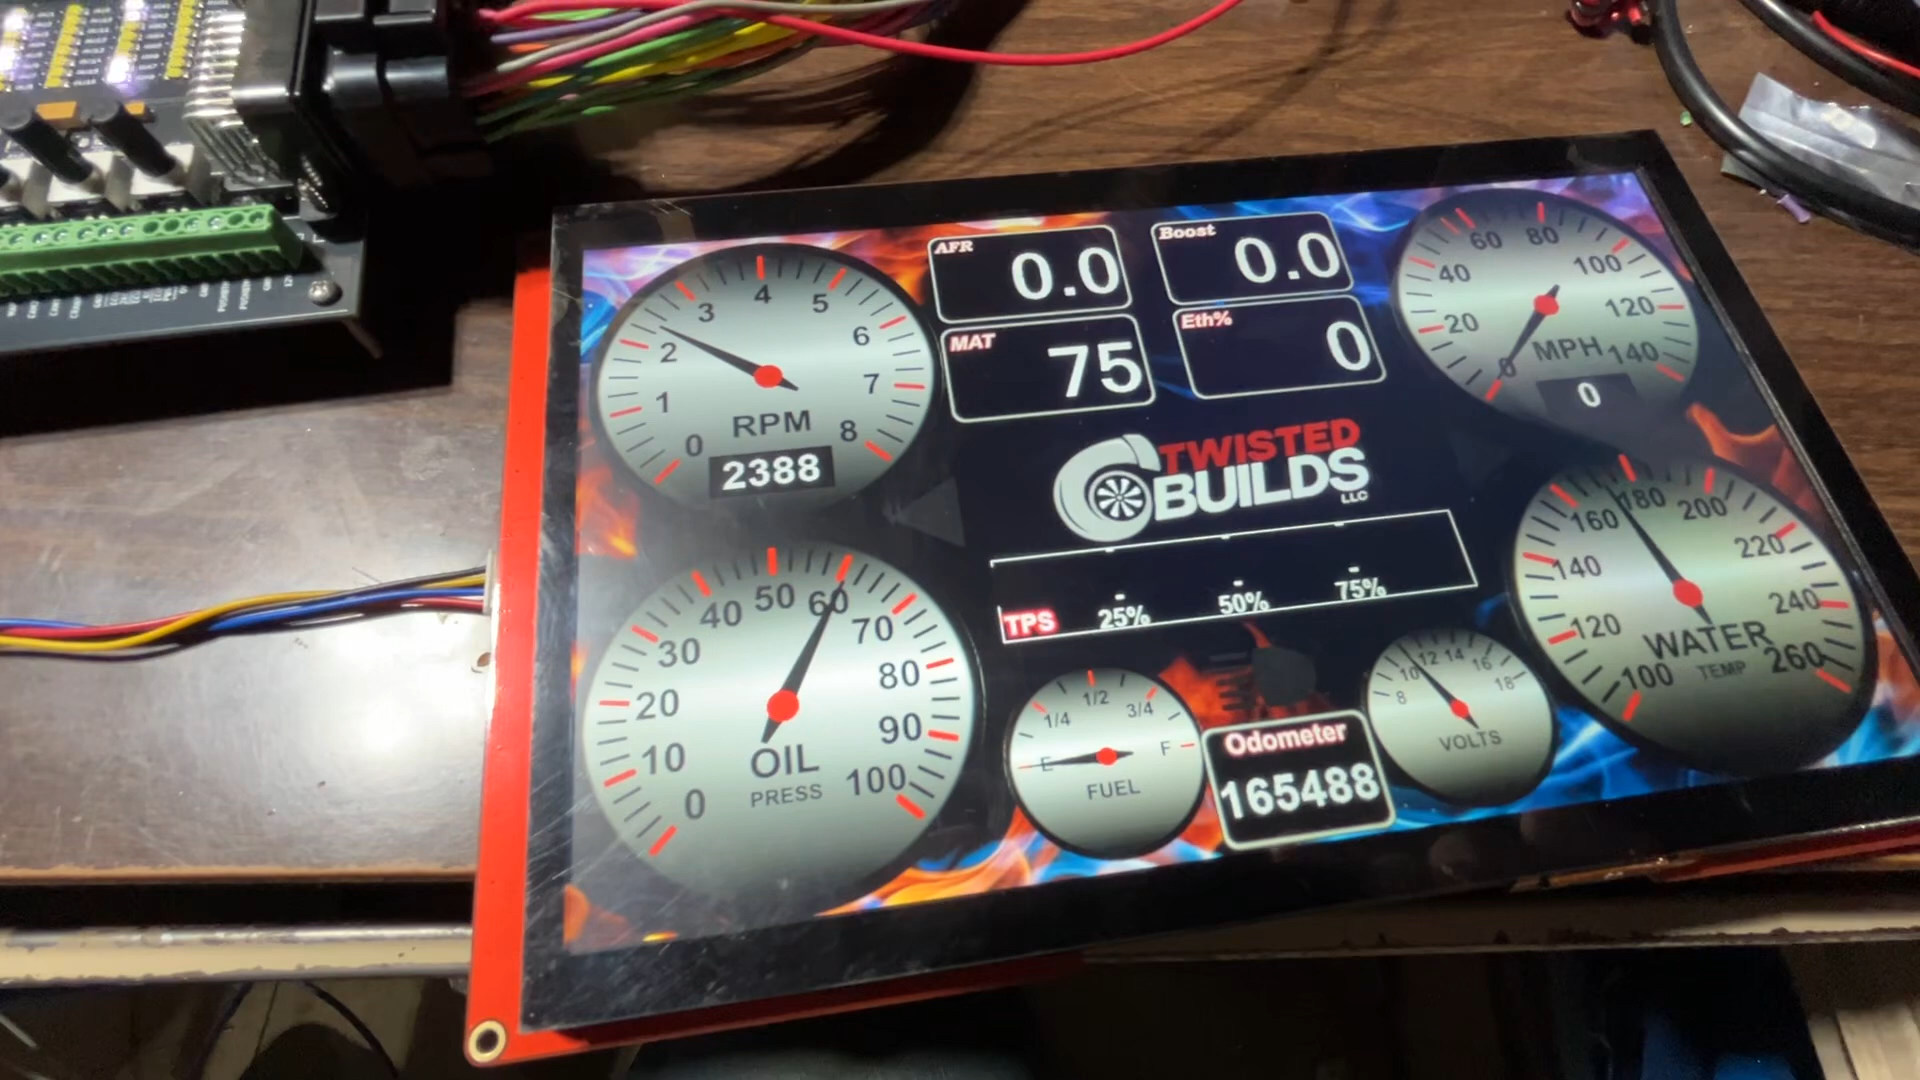 AFR
0.0
Boost
0.0
MAT
75
Eth%
0
0 1 2 3 4 5 6 7 8
RPM
2388
0 20 40 60 80 100 120 140
MPH
0
TWISTED
BUILDS
LLC
TPS 25% 50% 75%
0 10 20 30 40 50 60 70 80 90 100
OIL
PRESS
E 1/4 1/2 3/4 F
FUEL
Odometer
165488
8 10 12 14 16 18
VOLTS
100 120 140 160 180 200 220 240 260
WATER
TEMP